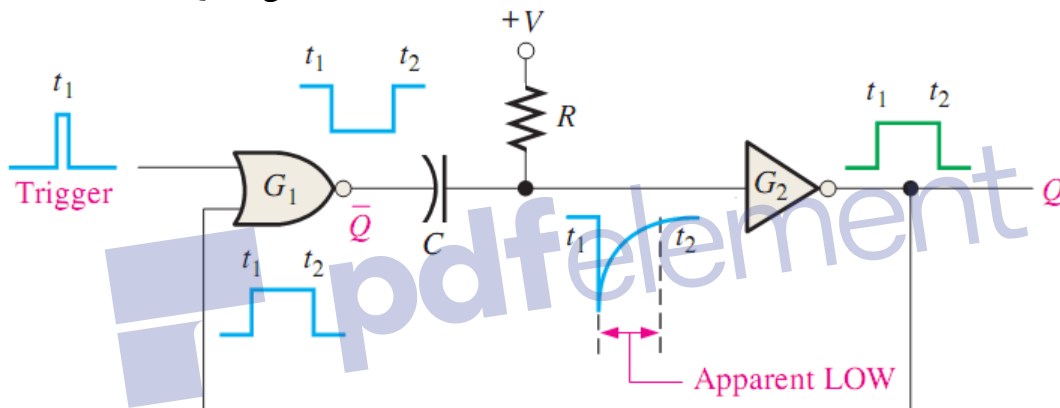 +V
t1
t2
t1
R
t1
t2
G1
Trigger
Q̅
C
G2
Q
t1
t2
t1
t2
pdfelement
Apparent LOW